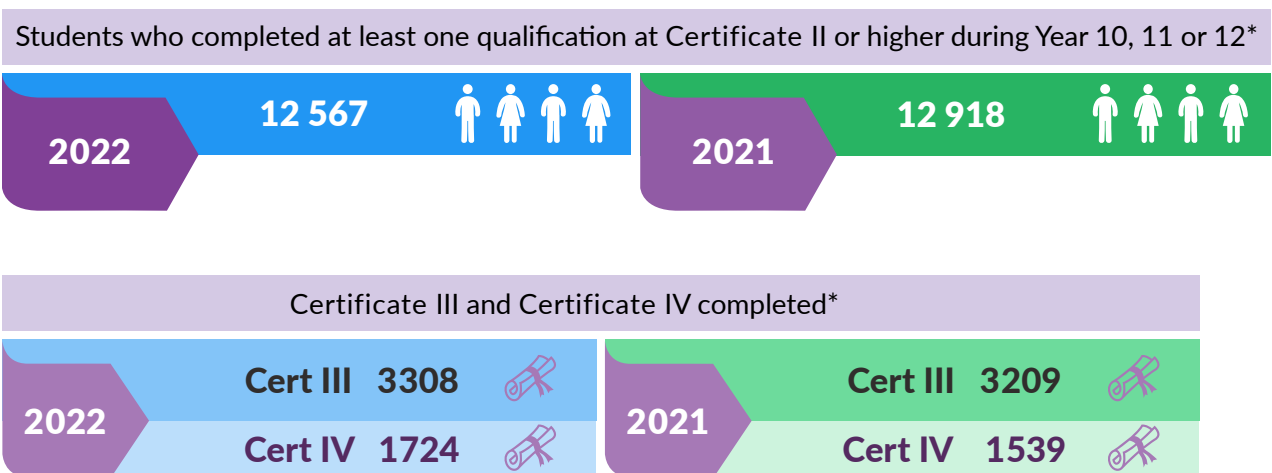 Students who completed at least one qualification at Certificate II or higher during Year 10, 11 or 12*
12 567
2022
12 918
2021
Certificate III and Certificate IV completed*
Cert III 3308
2022
Cert IV 1724
Cert III 3209
2021
Cert IV 1539